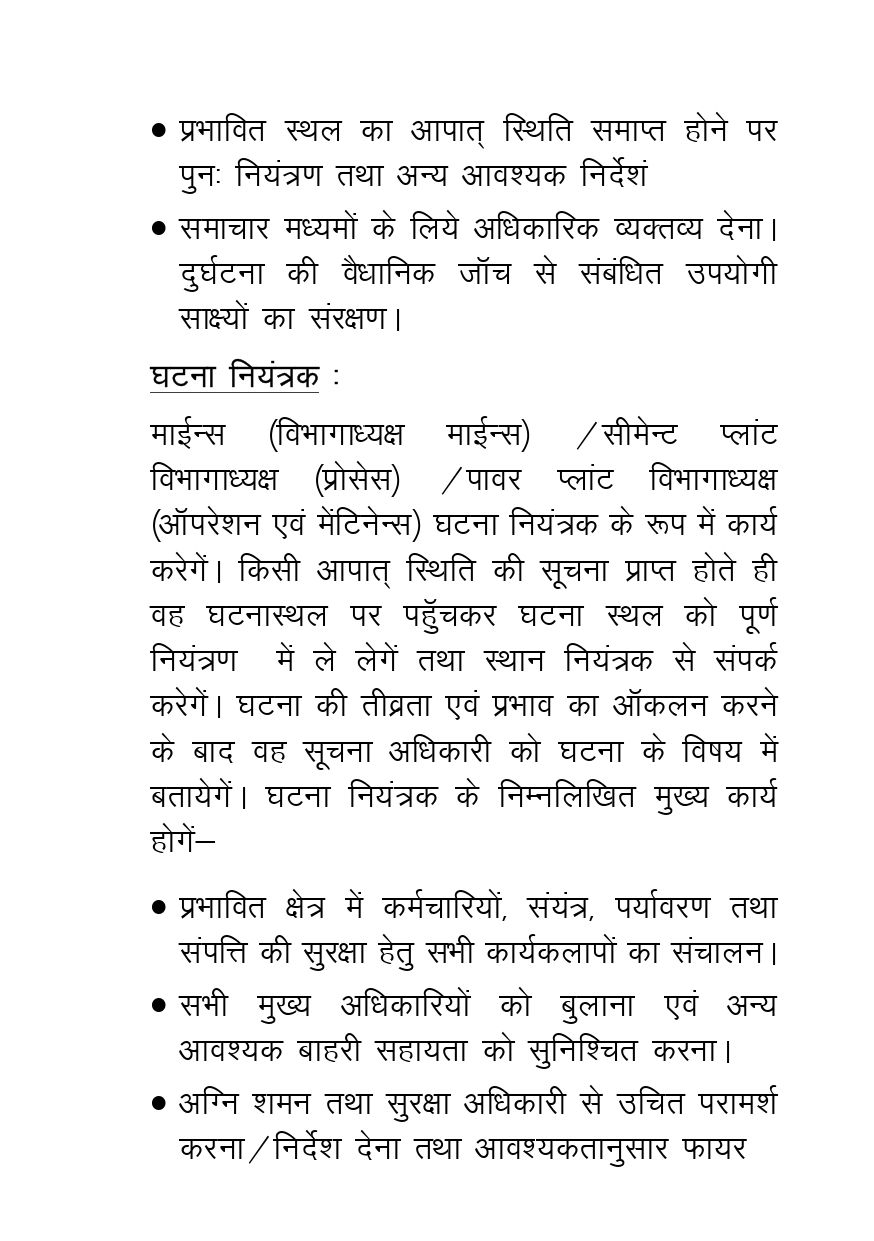 • प्रभावित स्थल का आपात् स्थिति समाप्त होने पर
पुनः नियंत्रण तथा अन्य आवश्यक निर्देशं
• समाचार मध्यमों के लिये अधिकारिक व्यक्तव्य देना।
दुर्घटना की वैधानिक जॉच से संबंधित उपयोगी
साक्ष्यों का संरक्षण।
घटना नियंत्रक :
माईन्स (विभागाध्यक्ष माईन्स) /सीमेन्ट प्लांट
विभागाध्यक्ष (प्रोसेस) /पावर प्लांट विभागाध्यक्ष
(ऑपरेशन एवं मेंटिनेन्स) घटना नियंत्रक के रूप में कार्य
करेगें। किसी आपात् स्थिति की सूचना प्राप्त होते ही
वह घटनास्थल पर पहुॅचकर घटना स्थल को पूर्ण
नियंत्रण में ले लेगें तथा स्थान नियंत्रक से संपर्क
करेगें। घटना की तीव्रता एवं प्रभाव का ऑकलन करने
के बाद वह सूचना अधिकारी को घटना के विषय में
बतायेगें। घटना नियंत्रक के निम्नलिखित मुख्य कार्य
होगें–
• प्रभावित क्षेत्र में कर्मचारियों, संयंत्र, पर्यावरण तथा
संपत्ति की सुरक्षा हेतु सभी कार्यकलापों का संचालन।
• सभी मुख्य अधिकारियों को बुलाना एवं अन्य
आवश्यक बाहरी सहायता को सुनिश्चित करना।
• अग्नि शमन तथा सुरक्षा अधिकारी से उचित परामर्श
करना/निर्देश देना तथा आवश्यकतानुसार फायर